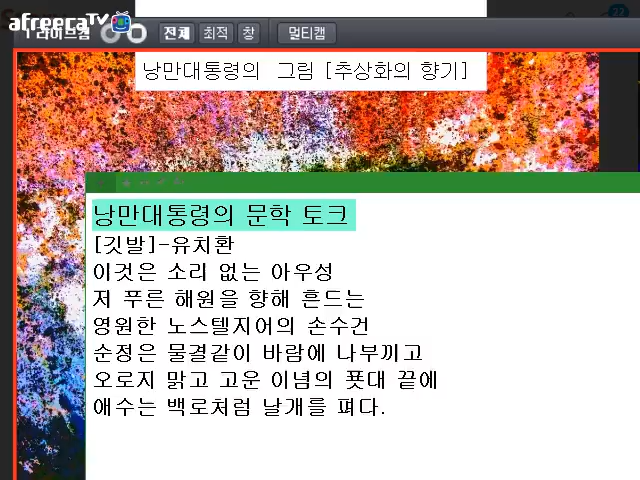 afreecaTV
라이브캠 전체 최적 창 멀티캠
낭만대통령의 그림 [추상화의 향기]
낭만대통령의 문학 토크
[깃발]-유치환
이것은 소리 없는 아우성
저 푸른 해원을 향해 흔드는
영원한 노스텔지어의 손수건
순정은 물결같이 바람에 나부끼고
오로지 맑고 고운 이념의 푯대 끝에
애수는 백로처럼 날개를 펴다.